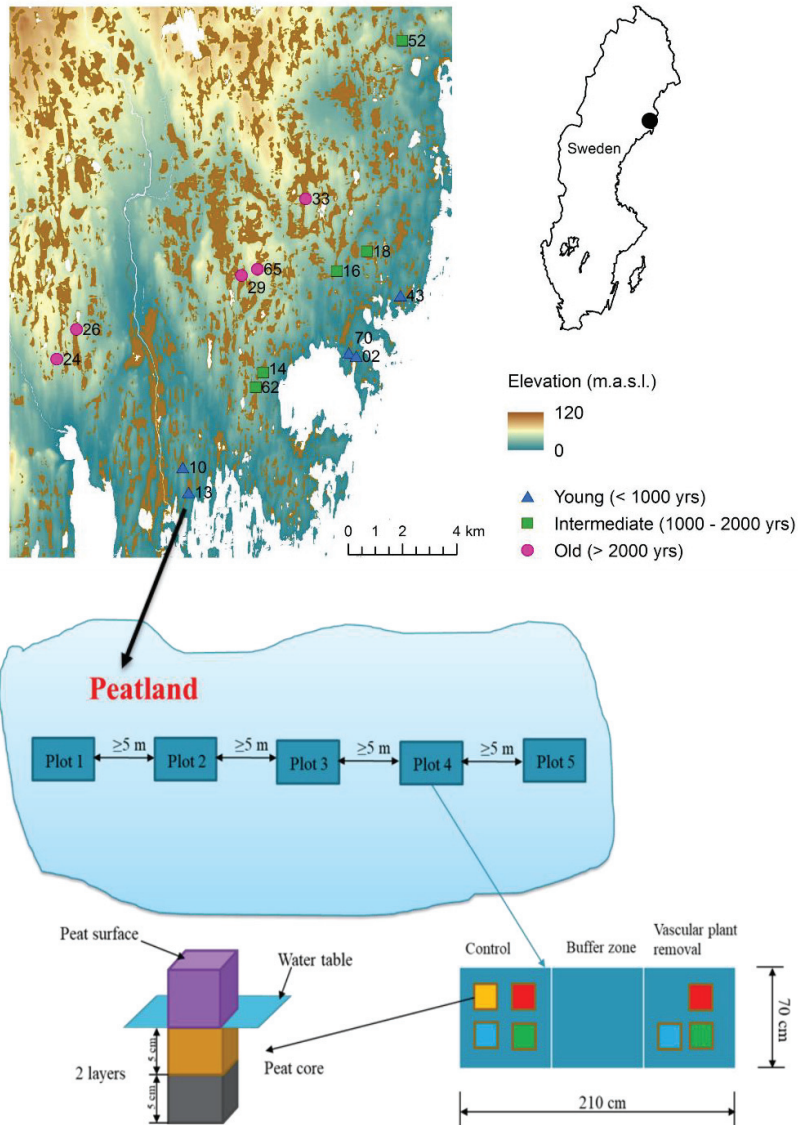 52
Sweden
33
18
16
65
29
43
26
70
02
24
14
62
Elevation (m.a.s.l.)
120
0
10
13
Young (< 1000 yrs)
Intermediate (1000 - 2000 yrs)
Old (> 2000 yrs)
0 2 4 km
Peatland
≥5 m ≥5 m ≥5 m ≥5 m
Plot 1 Plot 2 Plot 3 Plot 4 Plot 5
Peat surface
Water table
Control
Buffer zone
Vascular plant
removal
5 cm
5 cm
2 layers
Peat core
70 cm
210 cm